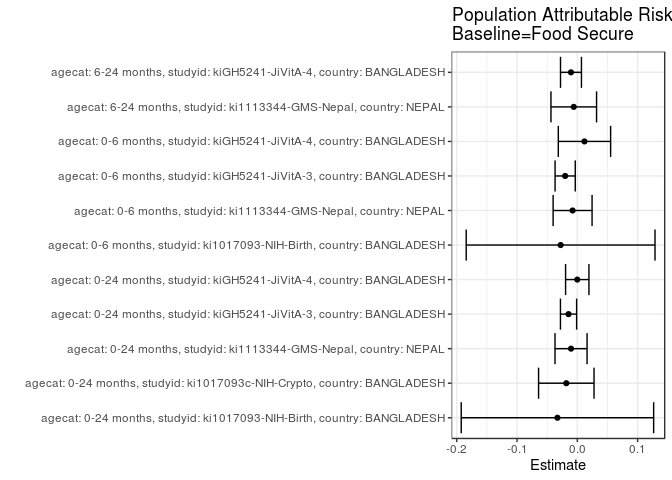 Population Attributable Risk
Baseline=Food Secure
agecat: 6-24 months, studyid: kiGH5241-JiVitA-4, country: BANGLADESH
agecat: 6-24 months, studyid: ki1113344-GMS-Nepal, country: NEPAL
agecat: 0-6 months, studyid: kiGH5241-JiVitA-4, country: BANGLADESH
agecat: 0-6 months, studyid: kiGH5241-JiVitA-3, country: BANGLADESH
agecat: 0-6 months, studyid: ki1113344-GMS-Nepal, country: NEPAL
agecat: 0-6 months, studyid: ki1017093-NIH-Birth, country: BANGLADESH
agecat: 0-24 months, studyid: kiGH5241-JiVitA-4, country: BANGLADESH
agecat: 0-24 months, studyid: kiGH5241-JiVitA-3, country: BANGLADESH
agecat: 0-24 months, studyid: ki1113344-GMS-Nepal, country: NEPAL
agecat: 0-24 months, studyid: ki1017093c-NIH-Crypto, country: BANGLADESH
agecat: 0-24 months, studyid: ki1017093-NIH-Birth, country: BANGLADESH
-0.2 -0.1 0.0 0.1
Estimate